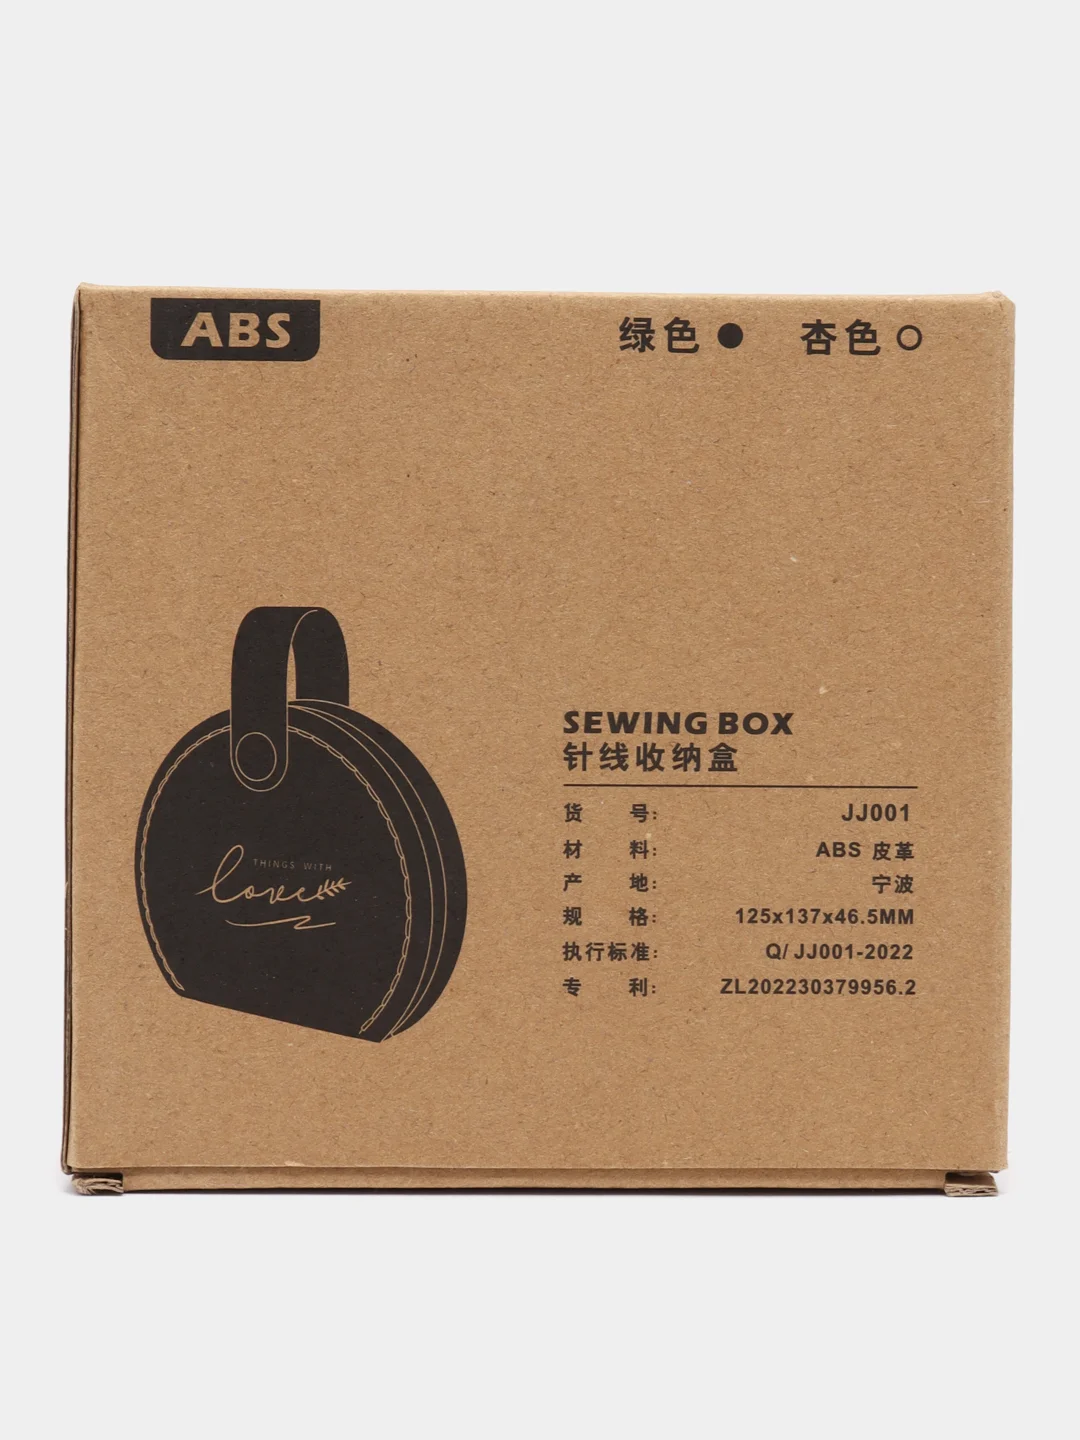 ABS
绿色 ● 杏色 ○
THINGS WITH
love
SEWING BOX
针线收纳盒
货 号: JJ001
材 料: ABS 皮革
产 地: 宁波
规 格: 125x137x46.5MM
执行标准: Q/ JJ001-2022
专 利: ZL202230379956.2